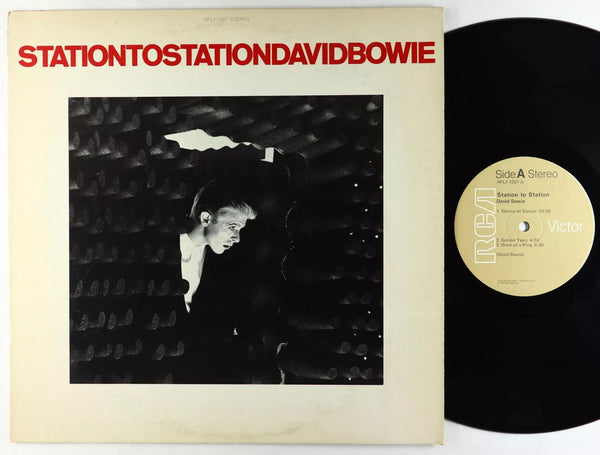 APL1-1327 STEREO
STATIONTOSTATIONDAVIDBOWIE
Side A Stereo
APL1-1327-A
Station to Station
David Bowie
1 Station to Station 10:08
RCA Victor
2 Golden Years 4:03
3 Word on a Wing 6:00
(David Bowie)